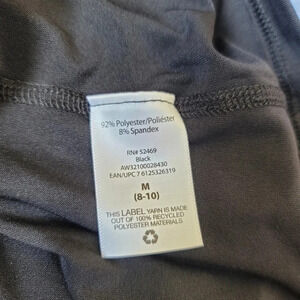 92% Polyester/Poliéster
8% Spandex
RN# 52469
Black
AW32100028430
EAN/UPC 7 6125326319
M
(8-10)
THIS LABEL YARN IS MADE
OUT OF 100% RECYCLED
POLYESTER MATERIALS